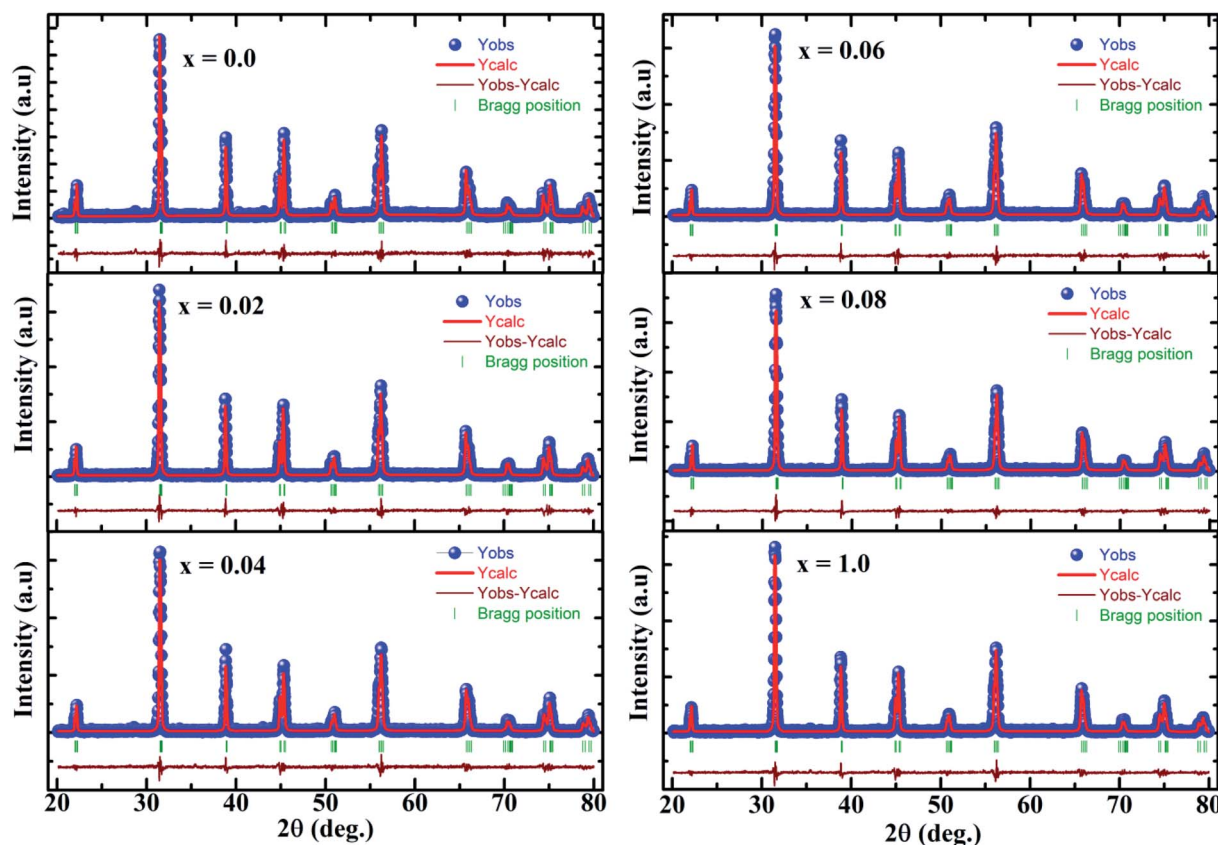 x = 0.0
Yobs
Ycalc
Yobs-Ycalc
Bragg position
Intensity (a.u)
x = 0.02
Yobs
Ycalc
Yobs-Ycalc
Bragg position
Intensity (a.u)
x = 0.04
Yobs
Ycalc
Yobs-Ycalc
Bragg position
Intensity (a.u)
20 30 40 50 60 70 80
2θ (deg.)
x = 0.06
Yobs
Ycalc
Yobs-Ycalc
Bragg position
Intensity (a.u)
x = 0.08
Yobs
Ycalc
Yobs-Ycalc
Bragg position
Intensity (a.u)
x = 1.0
Yobs
Ycalc
Yobs-Ycalc
Bragg position
Intensity (a.u)
20 30 40 50 60 70 80
2θ (deg.)